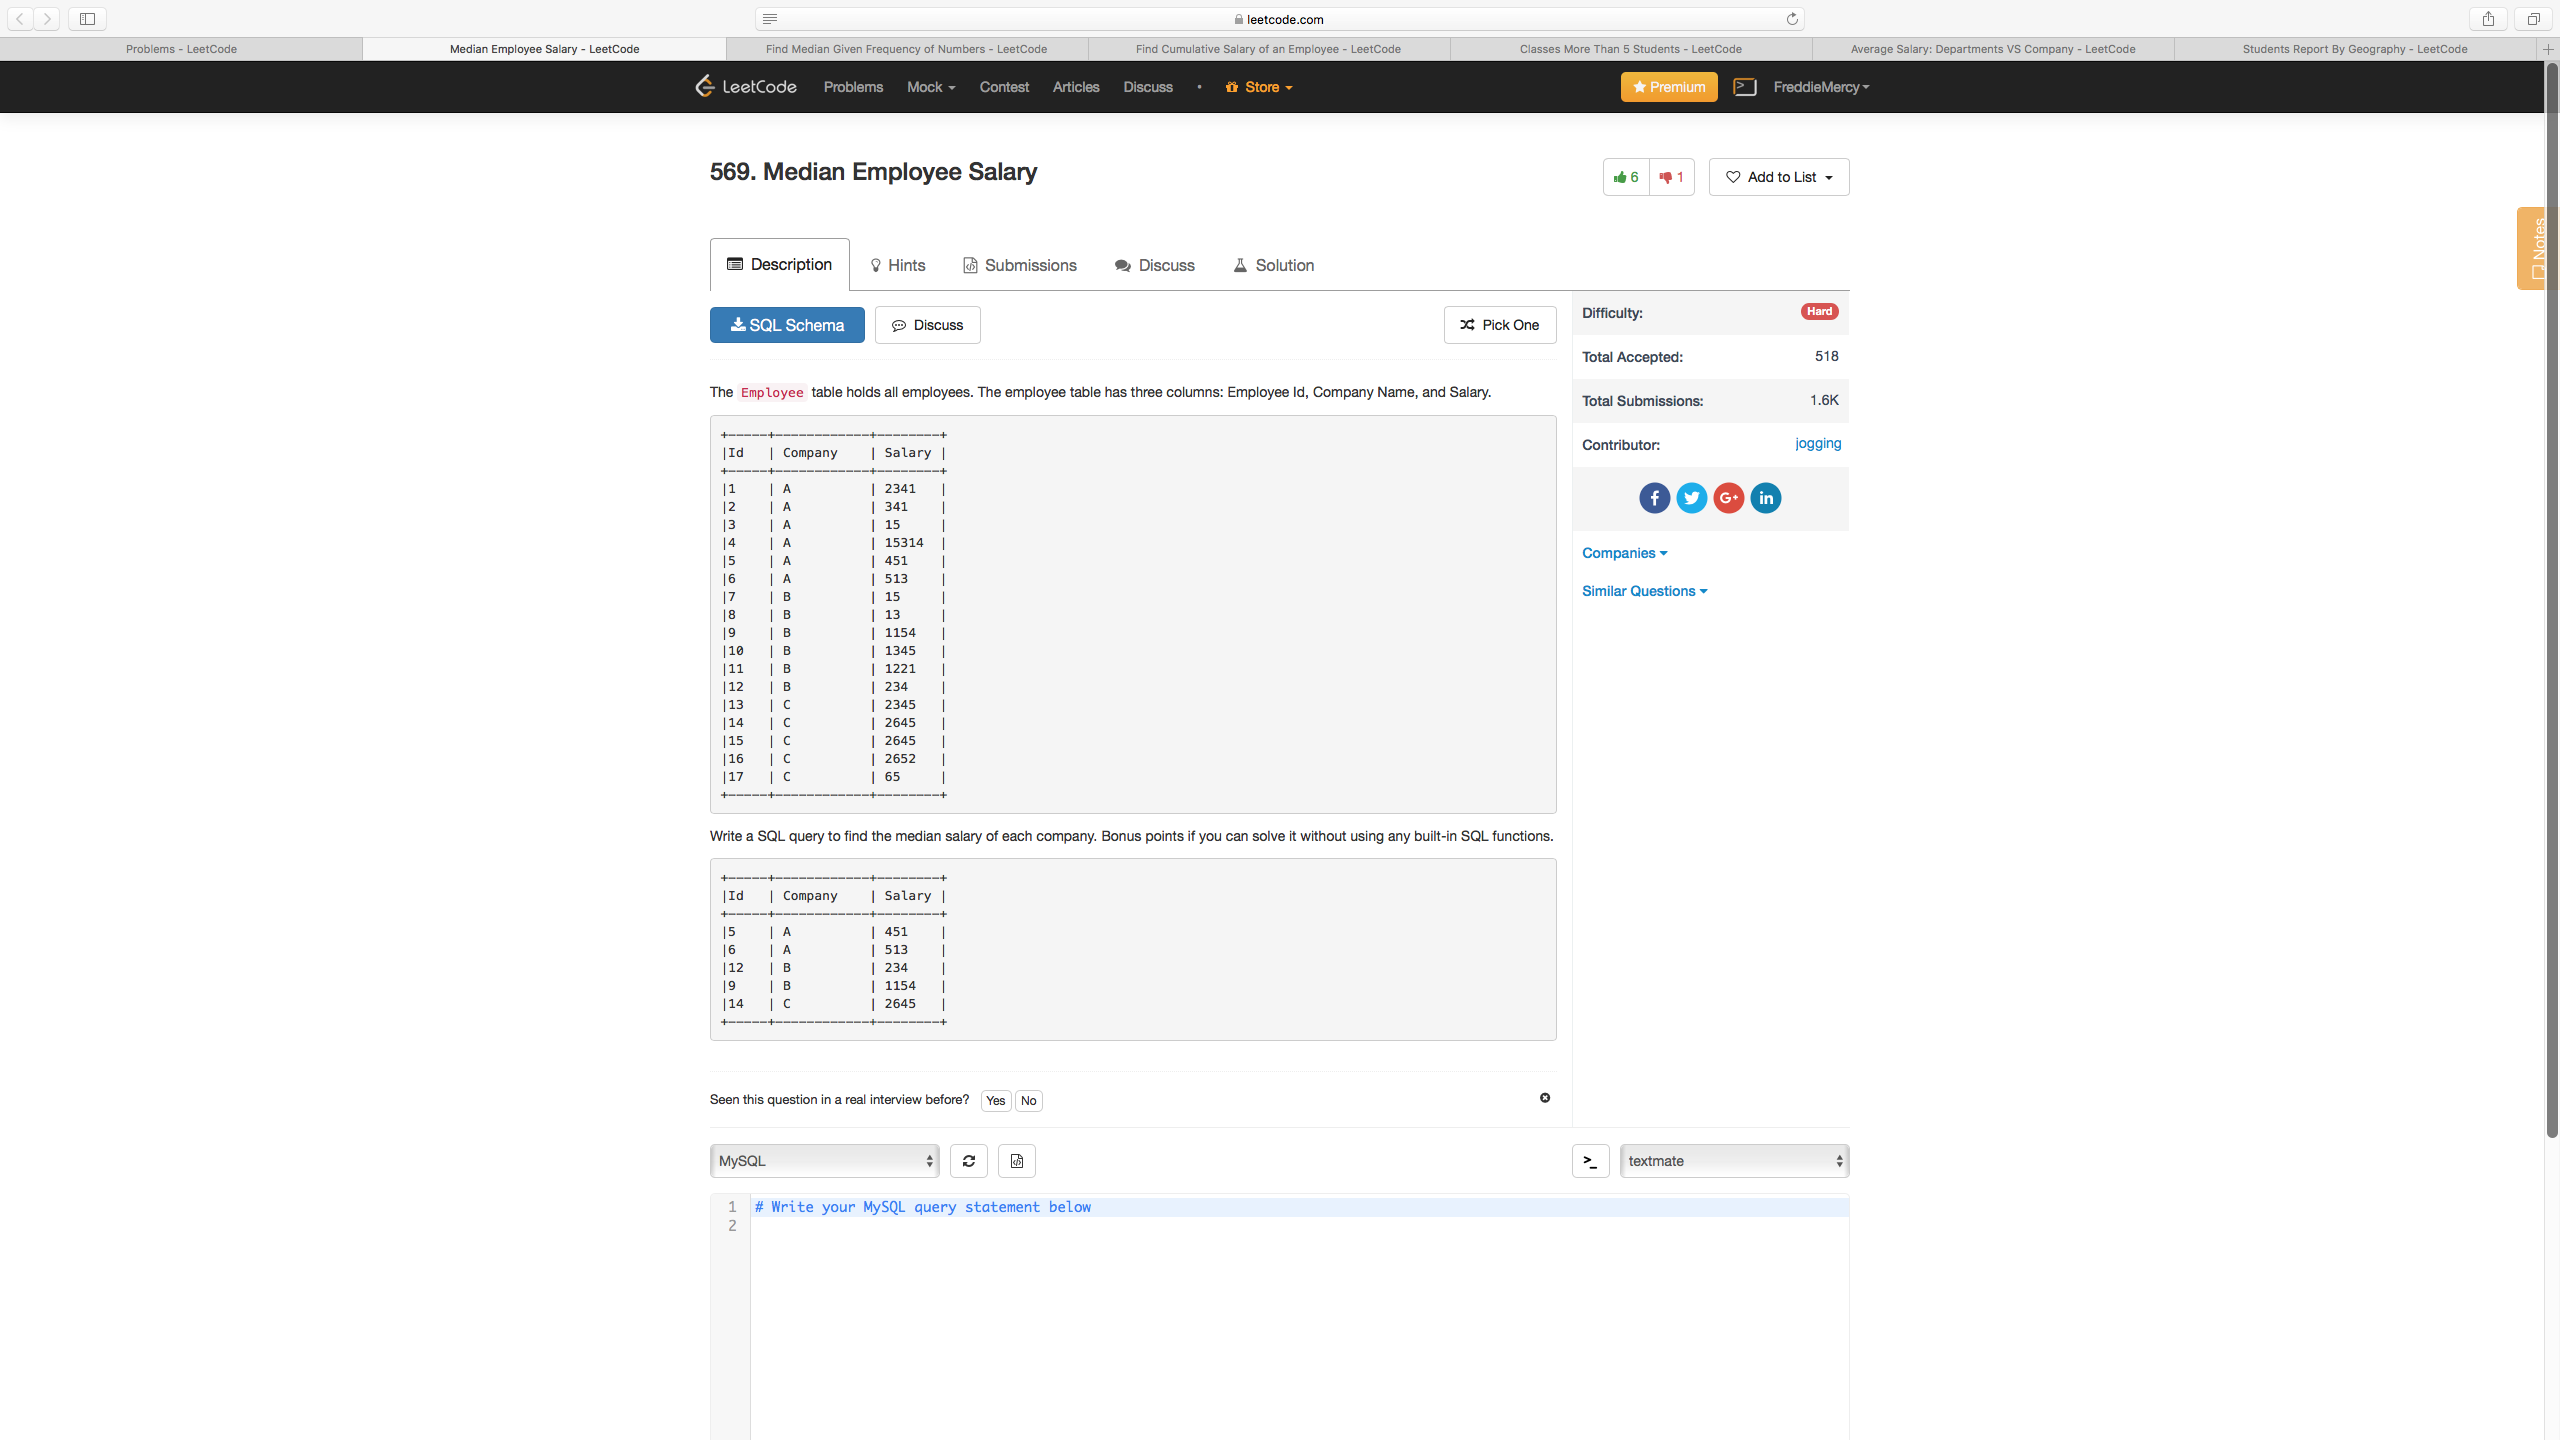 leetcode.com
Problems - LeetCode
Median Employee Salary - LeetCode
Find Median Given Frequency of Numbers - LeetCode
Find Cumulative Salary of an Employee - LeetCode
Classes More Than 5 Students - LeetCode
Average Salary: Departments VS Company - LeetCode
Students Report By Geography - LeetCode
LeetCode Problems Mock Contest Articles Discuss • Store Premium FreddieMercy
569. Median Employee Salary
6 1 Add to List
Notes
Description Hints Submissions Discuss Solution
SQL Schema Discuss Pick One
Difficulty: Hard
Total Accepted: 518
Total Submissions: 1.6K
Contributor: jogging
Companies
Similar Questions
The Employee table holds all employees. The employee table has three columns: Employee Id, Company Name, and Salary.
+-----+------------+--------+
|Id   | Company    | Salary |
+-----+------------+--------+
|1    | A          | 2341   |
|2    | A          | 341    |
|3    | A          | 15     |
|4    | A          | 15314  |
|5    | A          | 451    |
|6    | A          | 513    |
|7    | B          | 15     |
|8    | B          | 13     |
|9    | B          | 1154   |
|10   | B          | 1345   |
|11   | B          | 1221   |
|12   | B          | 234    |
|13   | C          | 2345   |
|14   | C          | 2645   |
|15   | C          | 2645   |
|16   | C          | 2652   |
|17   | C          | 65     |
+-----+------------+--------+
Write a SQL query to find the median salary of each company. Bonus points if you can solve it without using any built-in SQL functions.
+-----+------------+--------+
|Id   | Company    | Salary |
+-----+------------+--------+
|5    | A          | 451    |
|6    | A          | 513    |
|12   | B          | 234    |
|9    | B          | 1154   |
|14   | C          | 2645   |
+-----+------------+--------+
Seen this question in a real interview before? Yes No
MySQL >_ textmate
1 # Write your MySQL query statement below
2